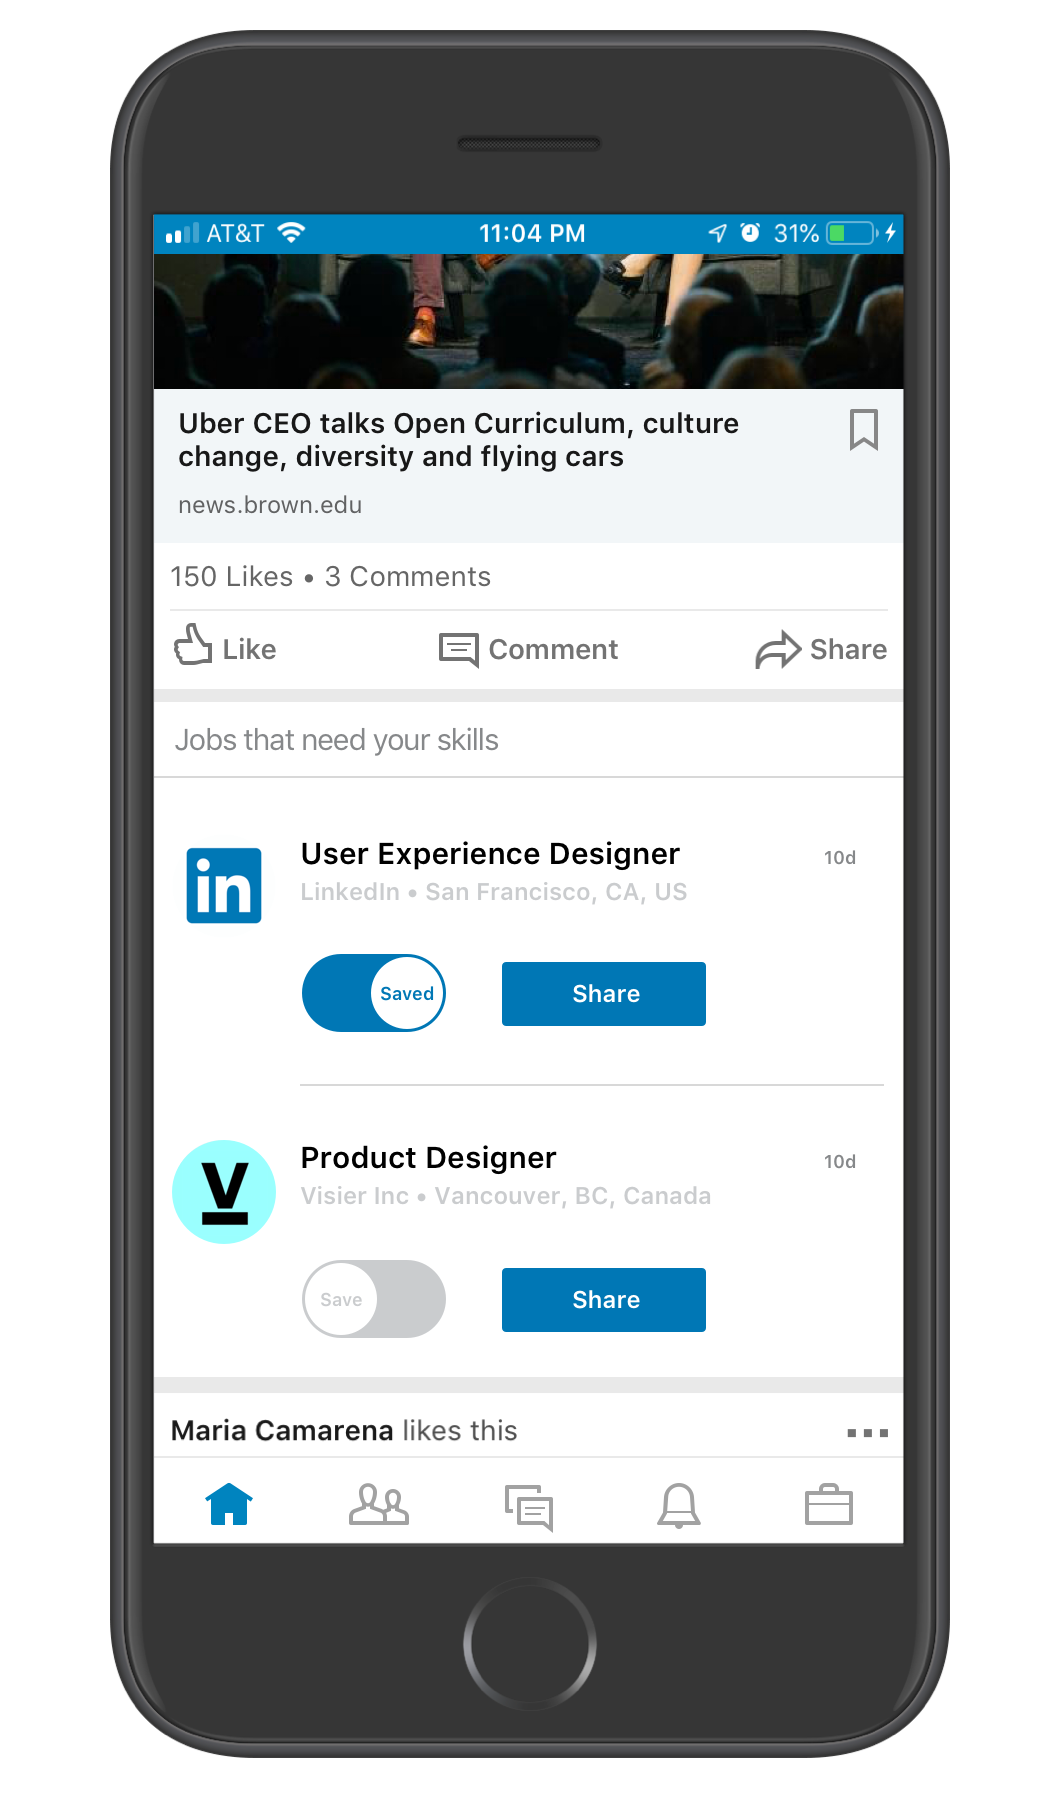 AT&T 11:04 PM 31%
Uber CEO talks Open Curriculum, culture
change, diversity and flying cars
news.brown.edu
150 Likes • 3 Comments
Like Comment Share
Jobs that need your skills
in
User Experience Designer 10d
LinkedIn • San Francisco, CA, US
Saved Share
V
Product Designer 10d
Visier Inc • Vancouver, BC, Canada
Save Share
Maria Camarena likes this